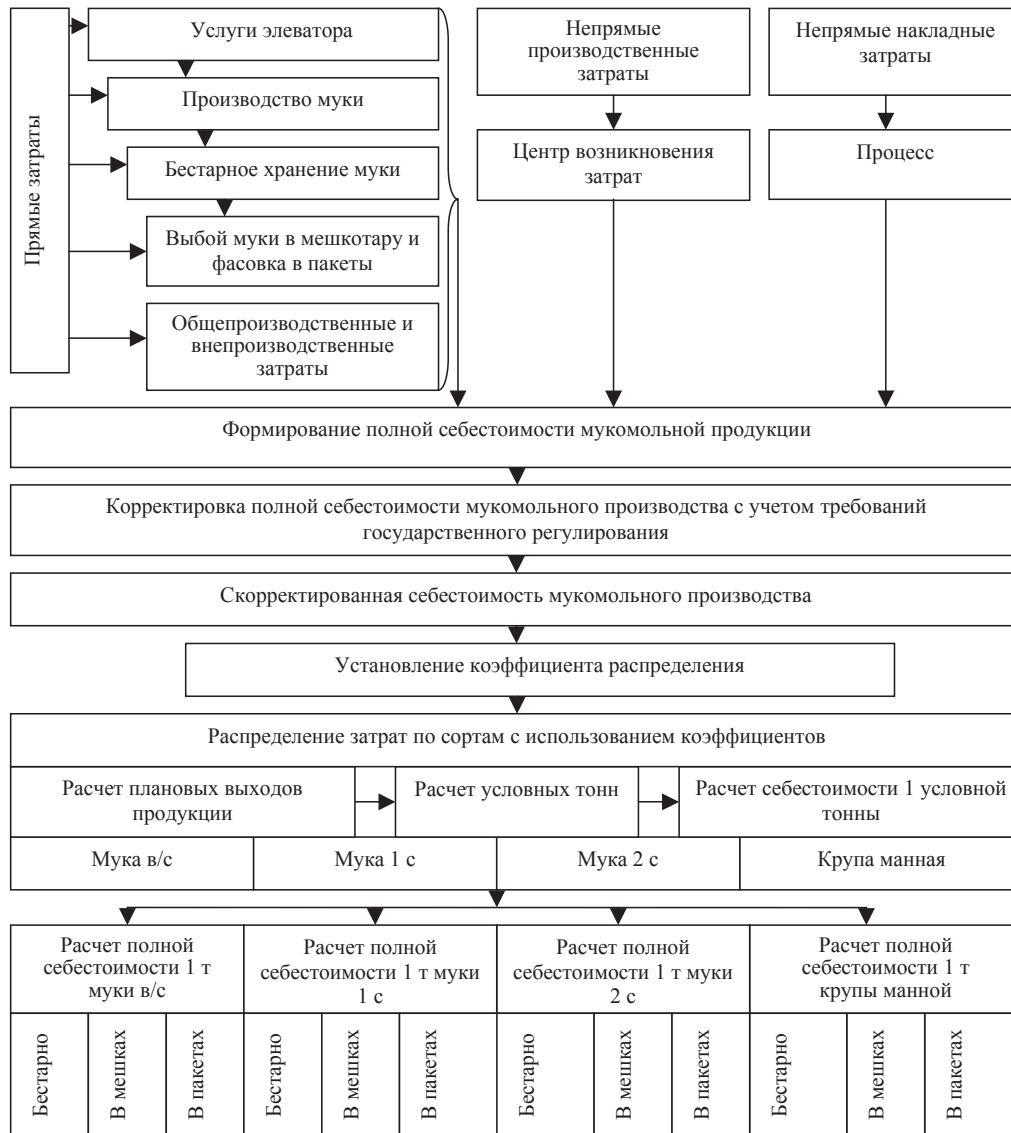 Прямые затраты
Услуги элеватора
Производство муки
Бестарное хранение муки
Выбой муки в мешкотару и
фасовка в пакеты
Общепроизводственные и
внепроизводственные
затраты
Непрямые
производственные
затраты
Непрямые накладные
затраты
Центр возникновения
затрат
Процесс
Формирование полной себестоимости мукомольной продукции
Корректировка полной себестоимости мукомольного производства с учетом требований
государственного регулирования
Скорректированная себестоимость мукомольного производства
Установление коэффициента распределения
Распределение затрат по сортам с использованием коэффициентов
Расчет плановых выходов
продукции
Расчет условных тонн
Расчет себестоимости 1 условной
тонны
Мука в/с
Мука 1 с
Мука 2 с
Крупа манная
Расчет полной
себестоимости 1 т
муки в/с
Расчет полной
себестоимости 1 т муки
1 с
Расчет полной
себестоимости 1 т муки
2 с
Расчет полной
себестоимости 1 т
крупы манной
Бестарно
В мешках
В пакетах
Бестарно
В мешках
В пакетах
Бестарно
В мешках
В пакетах
Бестарно
В мешках
В пакетах